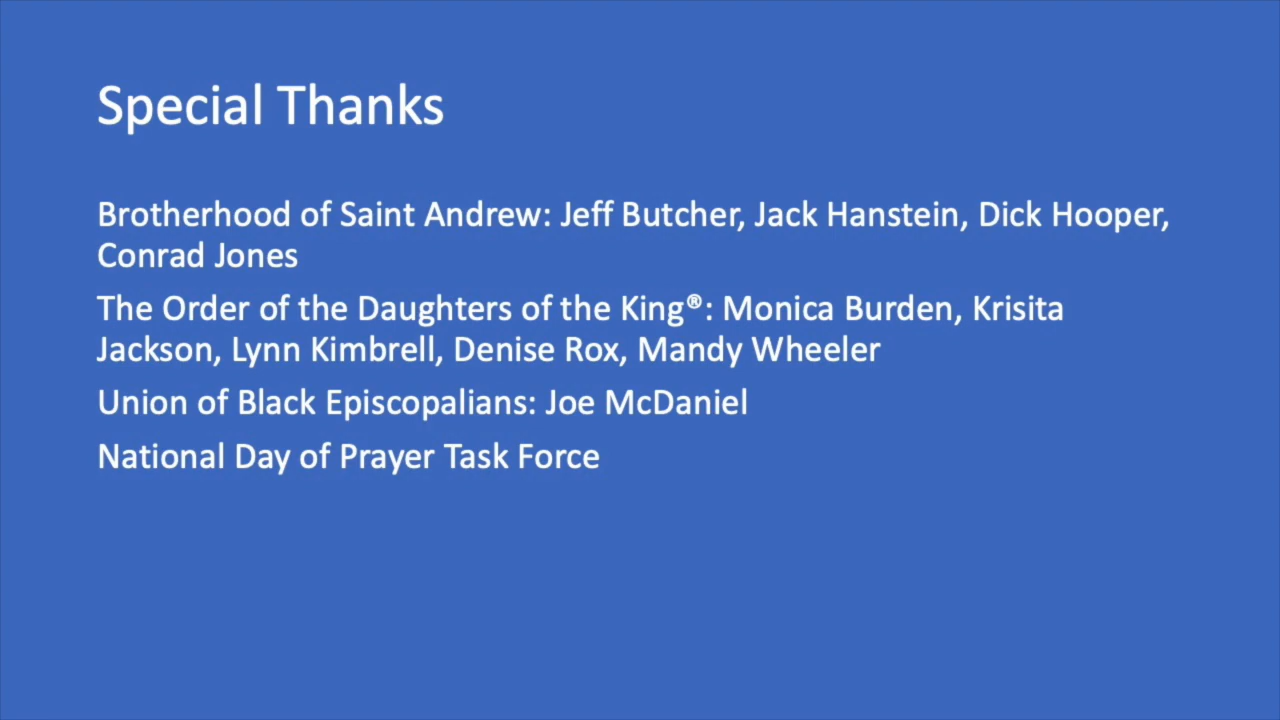 Special Thanks
Brotherhood of Saint Andrew: Jeff Butcher, Jack Hanstein, Dick Hooper,
Conrad Jones
The Order of the Daughters of the King®: Monica Burden, Krisita
Jackson, Lynn Kimbrell, Denise Rox, Mandy Wheeler
Union of Black Episcopalians: Joe McDaniel
National Day of Prayer Task Force